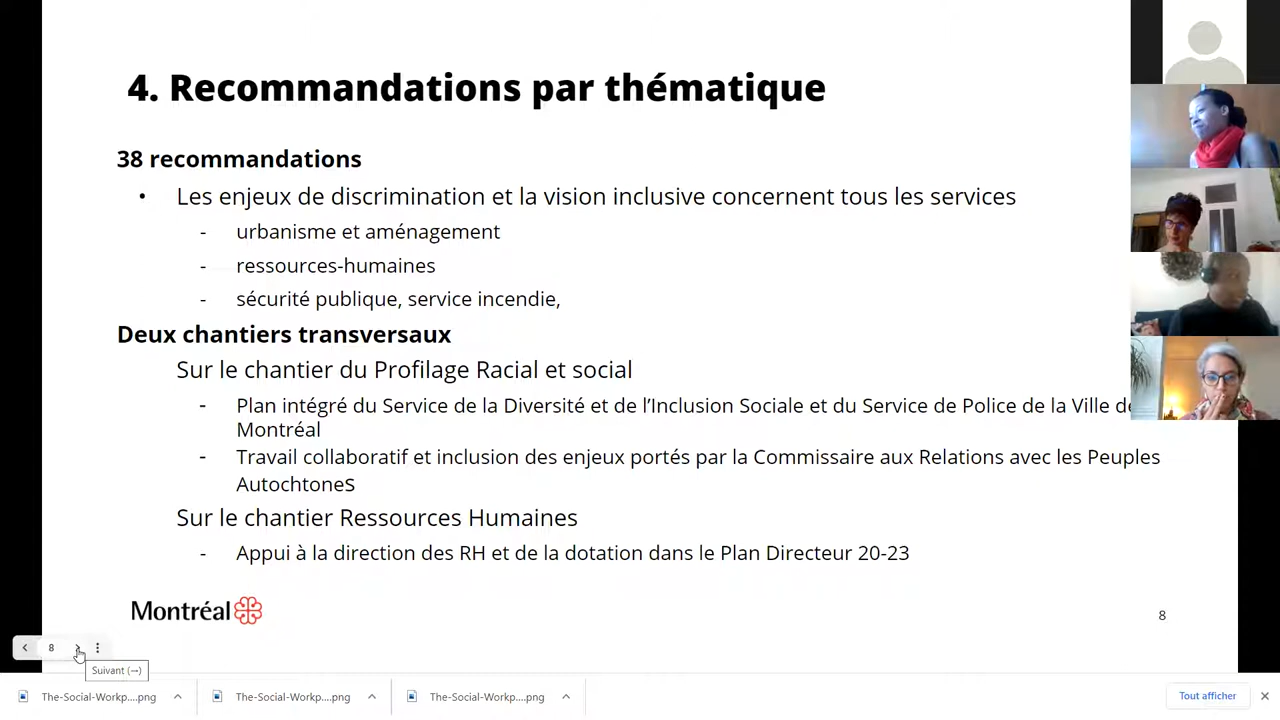 4. Recommandations par thématique
38 recommandations
• Les enjeux de discrimination et la vision inclusive concernent tous les services
- urbanisme et aménagement
- ressources-humaines
- sécurité publique, service incendie,
Deux chantiers transversaux
Sur le chantier du Profilage Racial et social
- Plan intégré du Service de la Diversité et de l’Inclusion Sociale et du Service de Police de la Ville de
Montréal
- Travail collaboratif et inclusion des enjeux portés par la Commissaire aux Relations avec les Peuples
Autochtones
Sur le chantier Ressources Humaines
- Appui à la direction des RH et de la dotation dans le Plan Directeur 20-23
Montréal
8
8
Suivant (→)
The-Social-Workp....png
The-Social-Workp....png
The-Social-Workp....png
Tout afficher